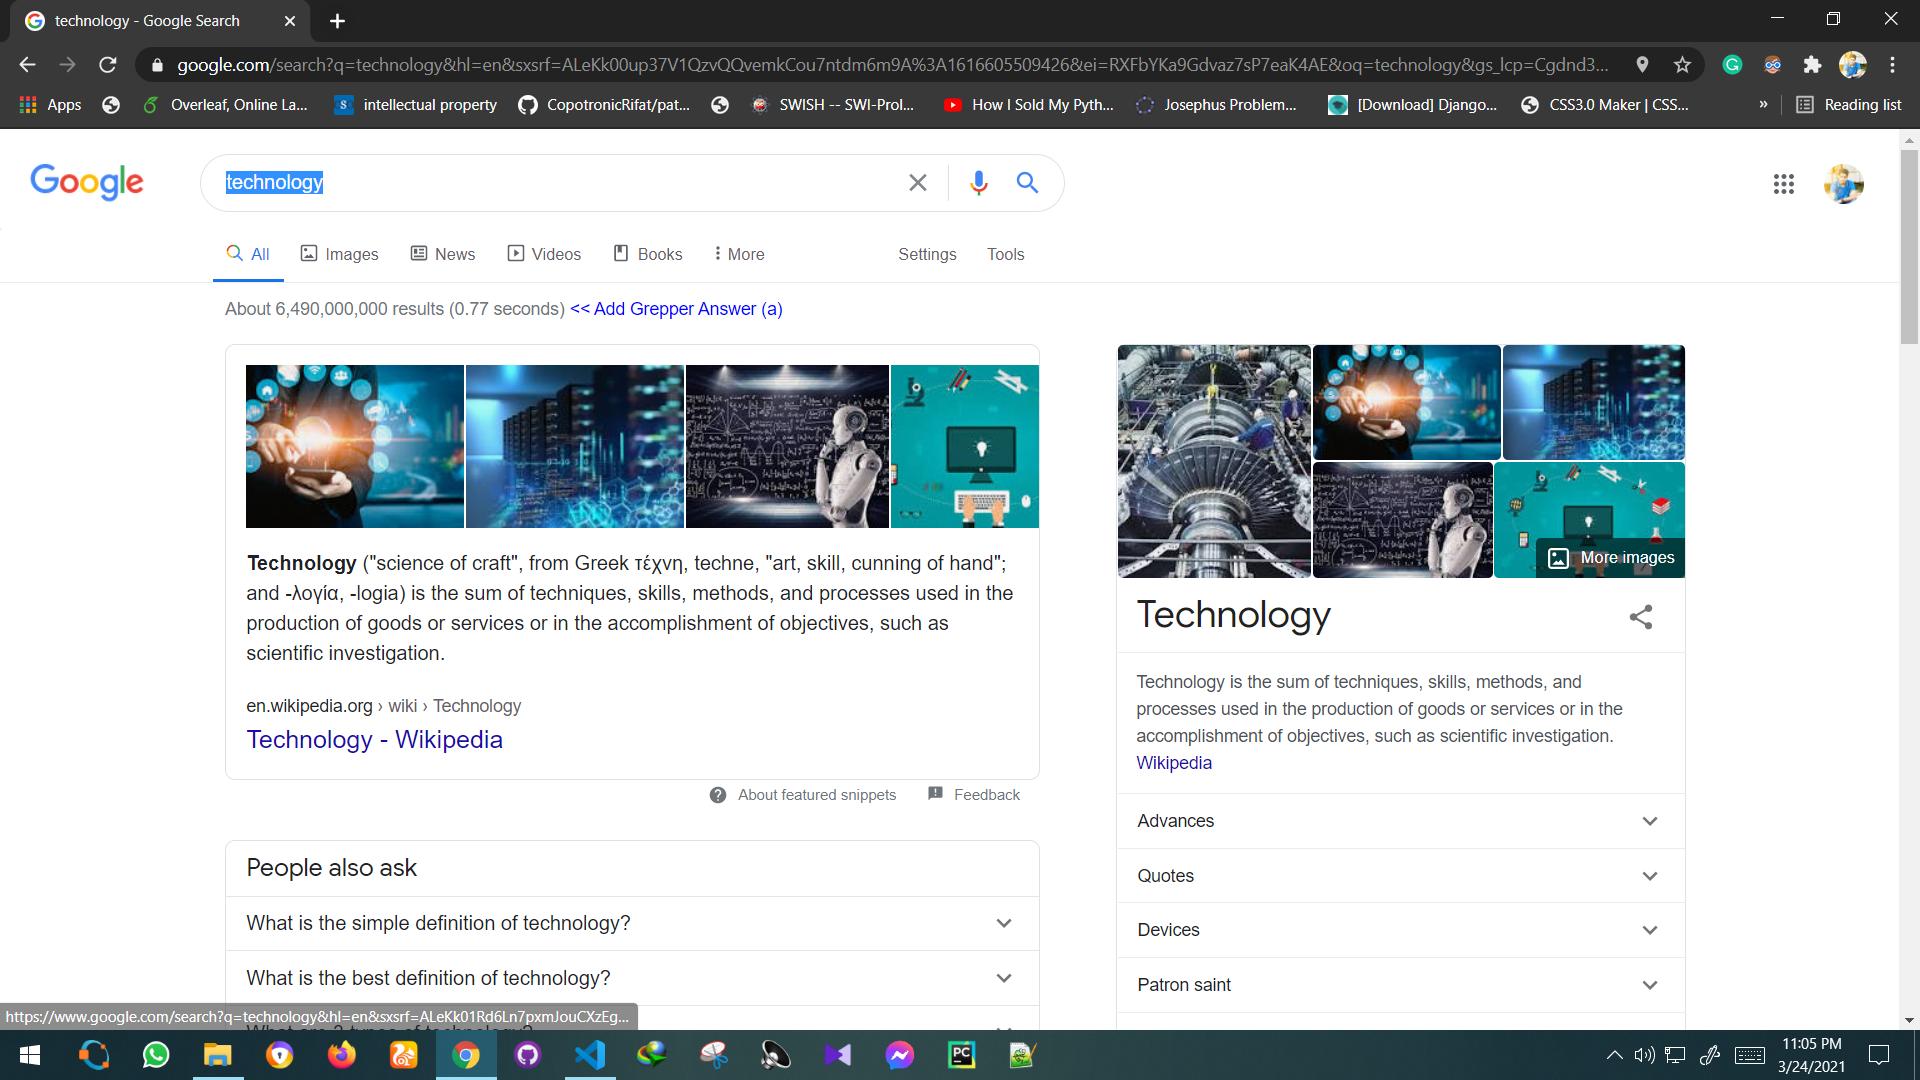 technology - Google Search
google.com/search?q=technology&hl=en&sxsrf=ALeKk00up37V1QzvQQvemkCou7ntdm6m9A%3A1616605509426&ei=RXFbYKa9Gdvaz7sP7eaK4AE&oq=technology&gs_lcp=Cgdnd3...
Apps Overleaf, Online La... intellectual property CopotronicRifat/pat... SWISH -- SWI-Prol... How I Sold My Pyth... Josephus Problem... [Download] Django... CSS3.0 Maker | CSS... » Reading list
Google technology
All Images News Videos Books More Settings Tools
About 6,490,000,000 results (0.77 seconds) << Add Grepper Answer (a)
Technology ("science of craft", from Greek τέχνη, techne, "art, skill, cunning of hand";
and -λογία, -logia) is the sum of techniques, skills, methods, and processes used in the
production of goods or services or in the accomplishment of objectives, such as
scientific investigation.
en.wikipedia.org › wiki › Technology
Technology - Wikipedia
About featured snippets Feedback
People also ask
What is the simple definition of technology?
What is the best definition of technology?
More images
Technology
Technology is the sum of techniques, skills, methods, and
processes used in the production of goods or services or in the
accomplishment of objectives, such as scientific investigation.
Wikipedia
Advances
Quotes
Devices
Patron saint
https://www.google.com/search?q=technology&hl=en&sxsrf=ALeKk01Rd6Ln7pxmJouCXzEg...
PC
11:05 PM
3/24/2021